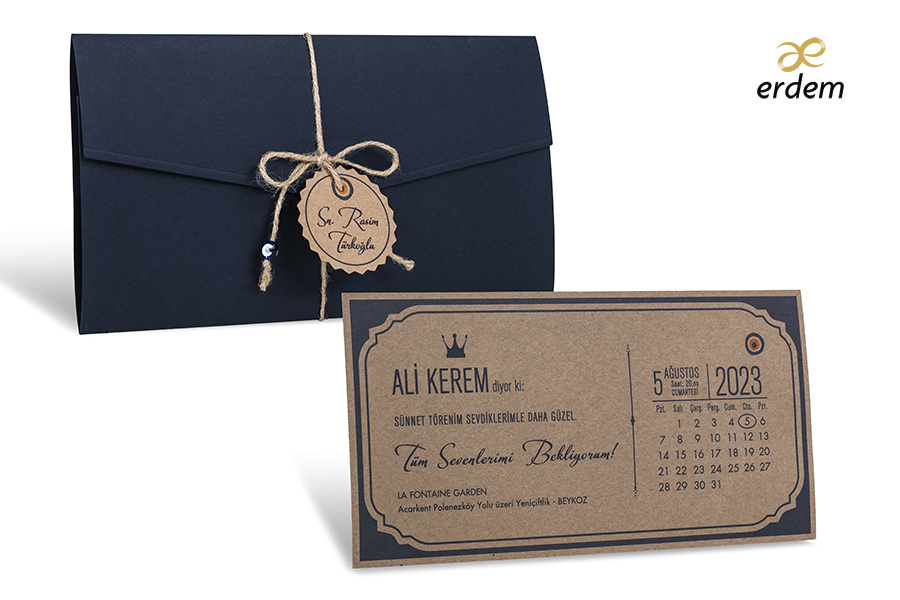 erdem
Sn. Rasim
Türkoğlu
ALİ KEREM diyor ki:
SÜNNET TÖRENİM SEVDİKLERİMLE DAHA GÜZEL.
Tüm Sevenlerimi Bekliyorum!
LA FONTAINE GARDEN
Acarkent Polenezköy Yolu üzeri Yeniçiftlik - BEYKOZ
5 AĞUSTOS
Saat: 20.00
CUMARTESİ
2023
Pzt. Salı Çarş. Perş. Cum. Cts. Pzr.
1 2 3 4 5 6
7 8 9 10 11 12 13
14 15 16 17 18 19 20
21 22 23 24 25 26 27
28 29 30 31